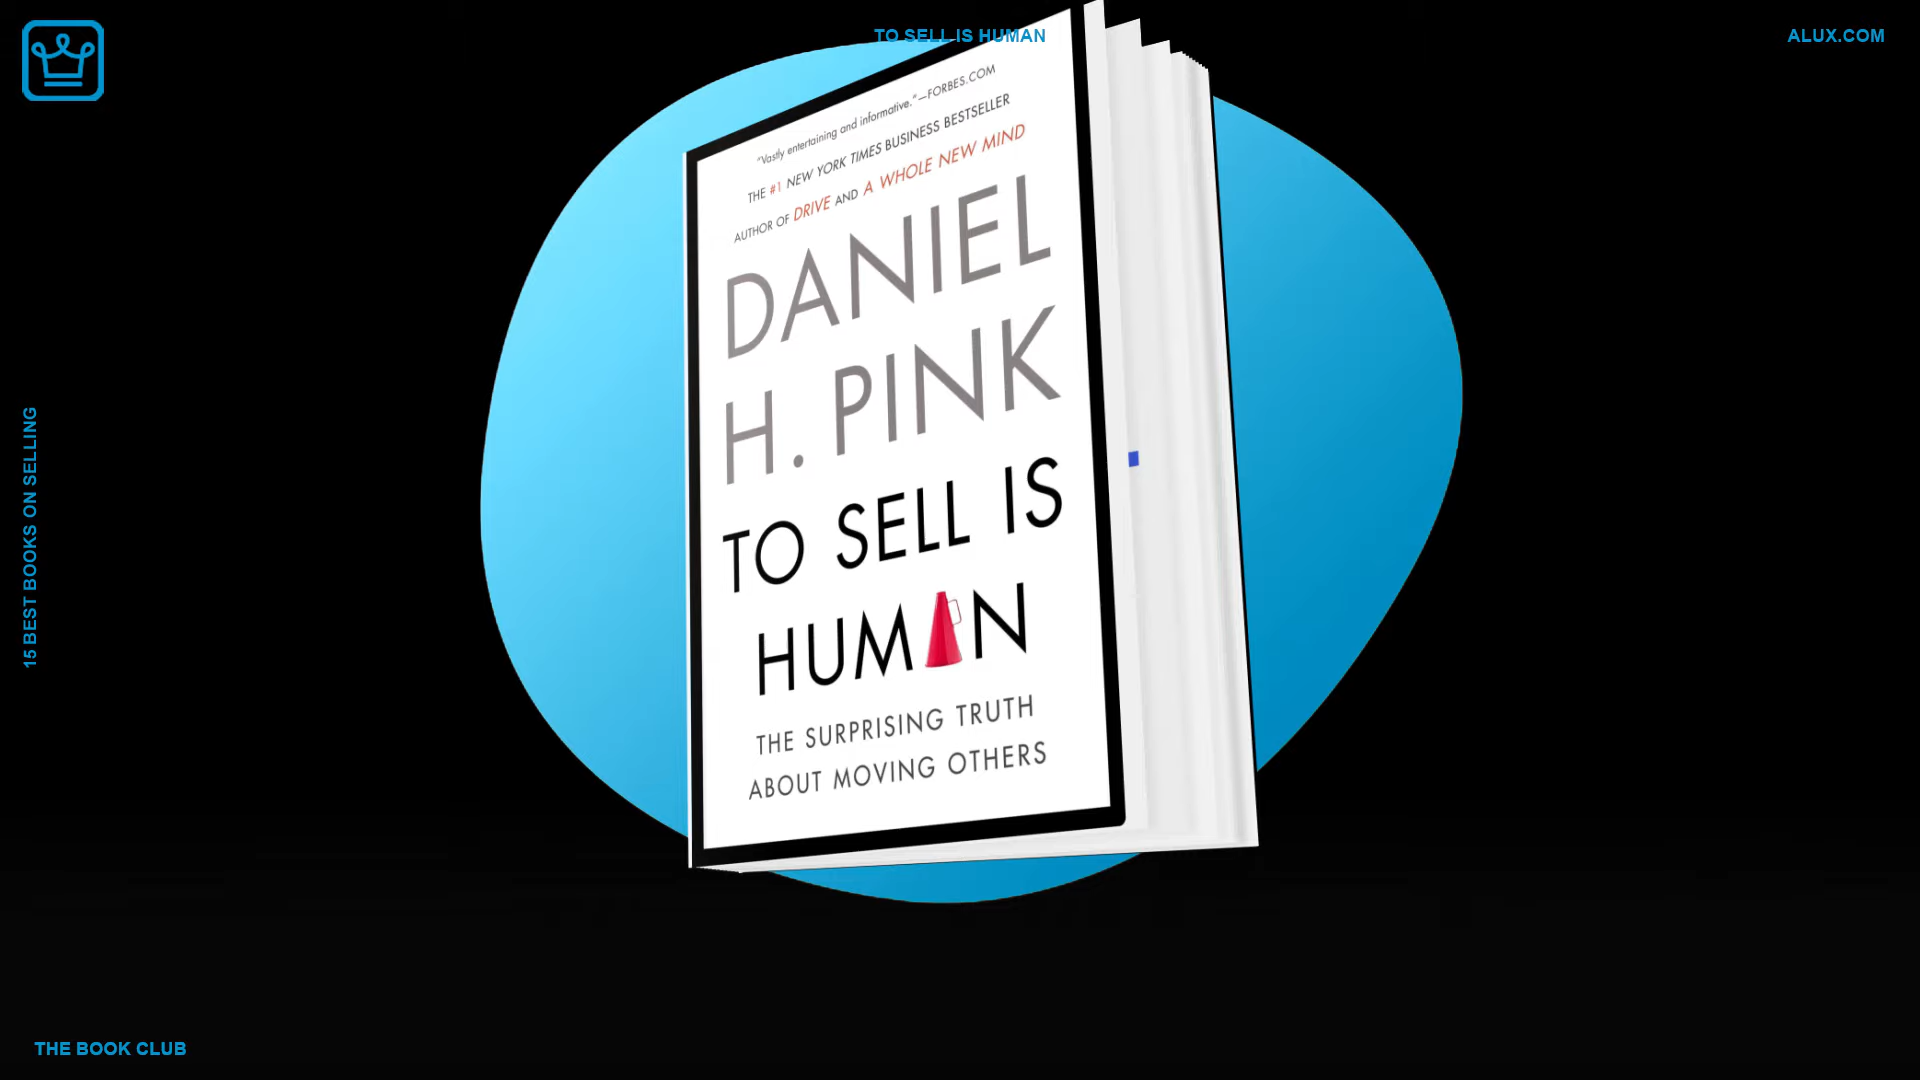 TO SELL IS HUMAN
ALUX.COM
"Vastly entertaining and informative."—FORBES.COM
THE #1 NEW YORK TIMES BUSINESS BESTSELLER
AUTHOR OF DRIVE AND A WHOLE NEW MIND
DANIEL
H. PINK
TO SELL IS
HUMAN
THE SURPRISING TRUTH
ABOUT MOVING OTHERS
15 BEST BOOKS ON SELLING
THE BOOK CLUB